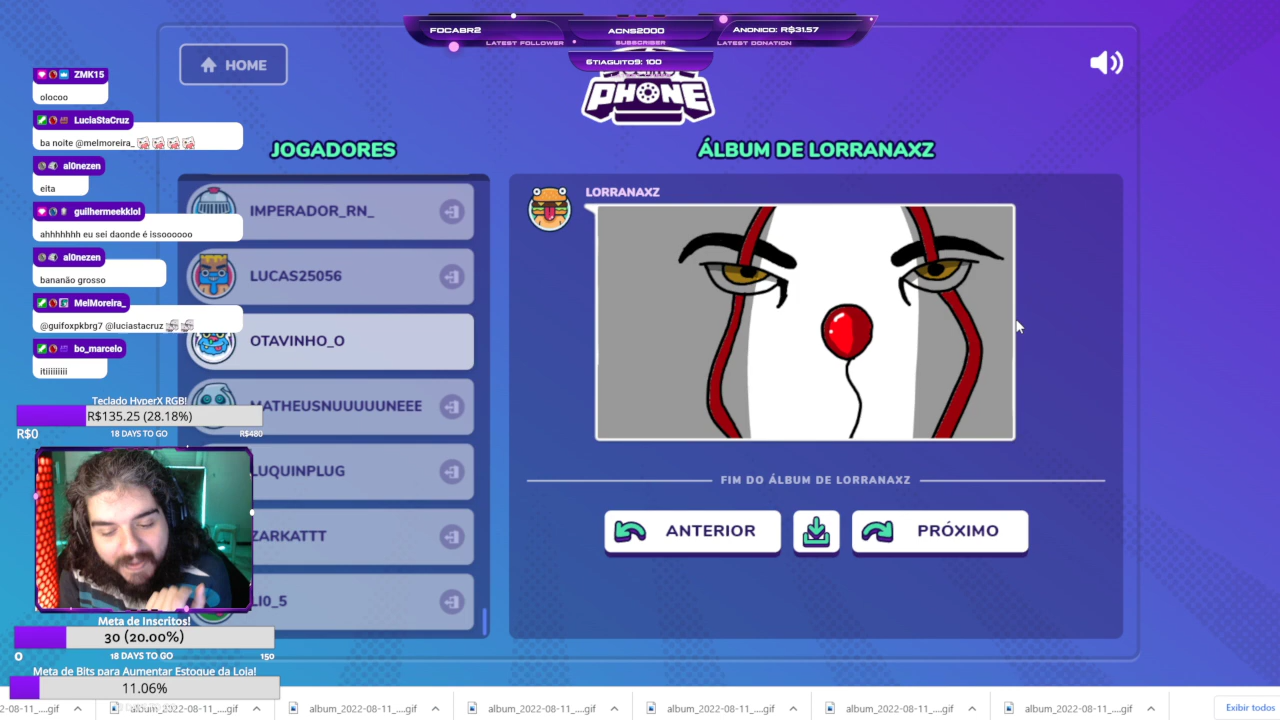 FOCABR2
LATEST FOLLOWER
ACNS2000
SUBSCRIBER
ANONICO: R$31.57
LATEST DONATION
6TIAGUITO9: 100
PHONE
HOME
ZMK15
olocoo
LuciaStaCruz
ba noite @melmoreira_
al0nezen
eita
guilhermeekklol
ahhhhhhh eu sei daonde é issoooooo
al0nezen
bananão grosso
MelMoreira_
@guifoxpkbrg7 @luciastacruz
bo_marcelo
itiiiiiiiii
JOGADORES
IMPERADOR_RN_
LUCAS25056
OTAVINHO_O
MATHEUSNUUUUUNEEE
LUQUINPLUG
ZARKATTT
LI0_5
ÁLBUM DE LORRANAXZ
LORRANAXZ
FIM DO ÁLBUM DE LORRANAXZ
ANTERIOR
PRÓXIMO
Teclado HyperX RGB!
R$135.25 (28.18%)
R$0
18 DAYS TO GO
R$480
Meta de Inscritos!
30 (20.00%)
0
18 DAYS TO GO
150
Meta de Bits para Aumentar Estoque da Loja!
11.06%
2-08-11_....gif
album_2022-08-11_....gif
album_2022-08-11_....gif
album_2022-08-11_....gif
album_2022-08-11_....gif
album_2022-08-11_....gif
album_2022-08-11_....gif
Exibir todos